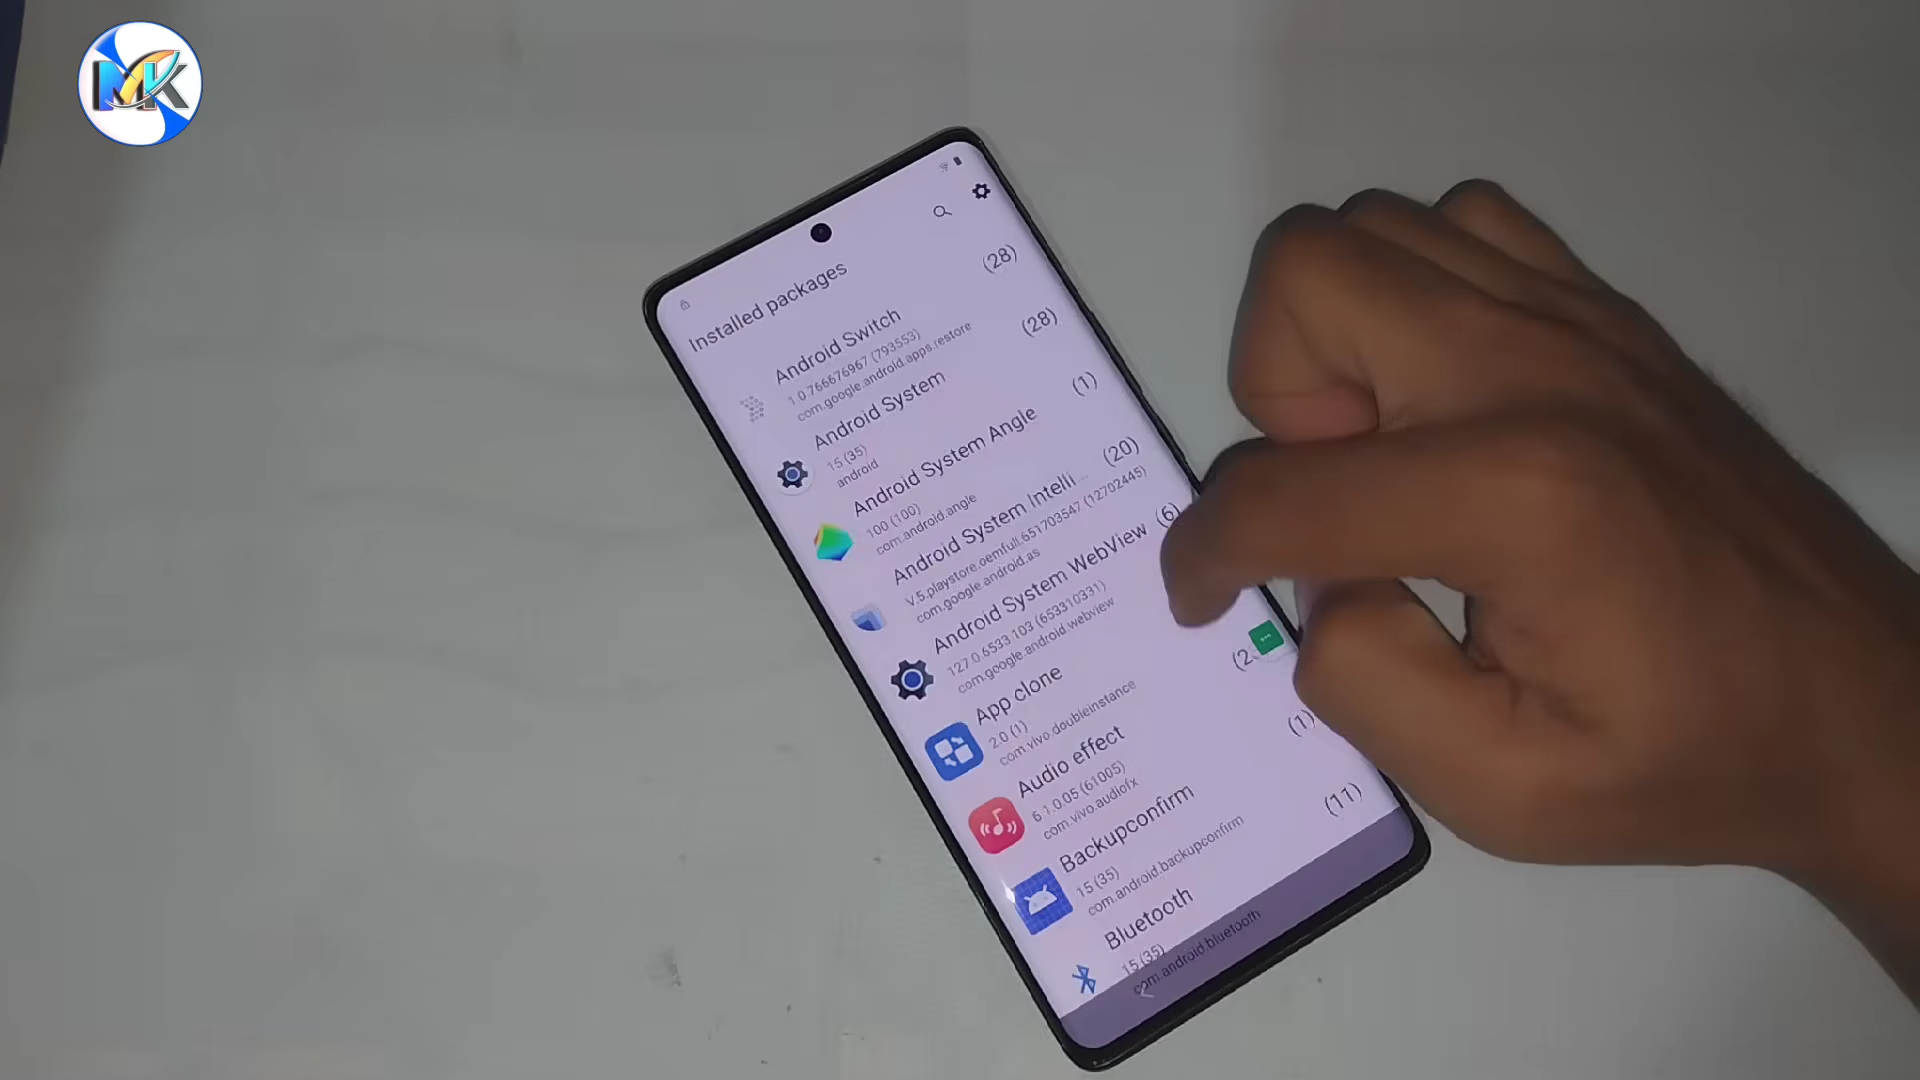 MK
Installed packages
(28)
Android Switch
1.0.766676967 (793553)
com.google.android.apps.restore
(28)
Android System
15 (35)
android
(1)
Android System Angle
100 (100)
com.android.angle
(20)
Android System Intelli...
V.5.playstore.oemfull.651703547 (12702445)
com.google.android.as
(6)
Android System WebView
127.0.6533.103 (653310331)
com.google.android.webview
App clone
2.0 (1)
com.vivo.doubleinstance
(1)
Audio effect
6.1.0.05 (61005)
com.vivo.audiofx
(11)
Backupconfirm
15 (35)
com.android.backupconfirm
Bluetooth
15 (35)
com.android.bluetooth